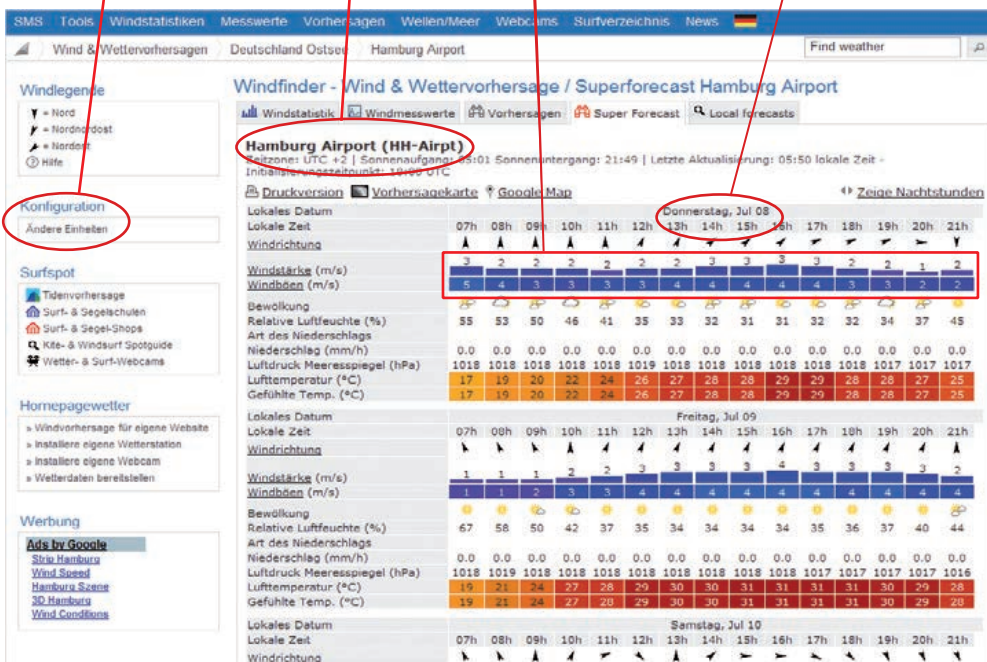 SMS Tools Windstatistiken Messwerte Vorhersagen Wellen/Meer Webcams Surfverzeichnis News
Wind & Wettervorhersagen Deutschland Ostsee Hamburg Airport Find weather
Windlegende
= Nord
= Nordnordost
= Nordost
Hilfe
Konfiguration
Ändere Einheiten
Surfspot
Tidenvorhersage
Surf- & Segelschulen
Surf- & Segel-Shops
Kite- & Windsurf Spotguide
Wetter- & Surf-Webcams
Homepagewetter
» Windvorhersage für eigene Website
» Installiere eigene Wetterstation
» Installiere eigene Webcam
» Wetterdaten bereitstellen
Werbung
Ads by Google
Strip Hamburg
Wind Speed
Hamburg Szene
3D Hamburg
Wind Conditions
Windfinder - Wind & Wettervorhersage / Superforecast Hamburg Airport
Windstatistik Windmesswerte Vorhersagen Super Forecast Local forecasts
Hamburg Airport (HH-Airpt)
Zeitzone: UTC +2 | Sonnenaufgang: 05:01 Sonnenuntergang: 21:49 | Letzte Aktualisierung: 05:50 lokale Zeit -
Initialisierungszeitpunkt: 18:00 UTC
Druckversion Vorhersagekarte Google Map Zeige Nachtstunden
Lokales Datum Donnerstag, Jul 08
Lokale Zeit 07h 08h 09h 10h 11h 12h 13h 14h 15h 16h 17h 18h 19h 20h 21h
Windrichtung
Windstärke (m/s) 3 2 2 2 2 2 2 3 3 3 3 2 2 1 2
Windböen (m/s) 5 4 3 3 3 3 4 4 4 4 4 3 3 2 2
Bewölkung
Relative Luftfeuchte (%) 55 53 50 46 41 35 33 32 31 31 32 32 34 37 45
Art des Niederschlags
Niederschlag (mm/h) 0.0 0.0 0.0 0.0 0.0 0.0 0.0 0.0 0.0 0.0 0.0 0.0 0.0 0.0 0.0
Luftdruck Meeresspiegel (hPa) 1018 1018 1018 1018 1018 1019 1018 1018 1018 1018 1018 1018 1017 1017 1017
Lufttemperatur (°C) 17 19 20 22 24 26 27 28 28 29 29 28 28 27 25
Gefühlte Temp. (°C) 17 19 20 22 24 26 27 28 28 29 29 28 28 27 25
Lokales Datum Freitag, Jul 09
Lokale Zeit 07h 08h 09h 10h 11h 12h 13h 14h 15h 16h 17h 18h 19h 20h 21h
Windrichtung
Windstärke (m/s) 1 1 1 2 2 3 3 3 3 4 3 3 3 3 2
Windböen (m/s) 1 1 2 3 3 4 4 4 4 4 4 4 4 4 4
Bewölkung
Relative Luftfeuchte (%) 67 58 50 42 37 35 34 34 34 34 35 36 37 40 44
Art des Niederschlags
Niederschlag (mm/h) 0.0 0.0 0.0 0.0 0.0 0.0 0.0 0.0 0.0 0.0 0.0 0.0 0.0 0.0 0.0
Luftdruck Meeresspiegel (hPa) 1018 1019 1018 1018 1018 1018 1018 1018 1018 1018 1017 1017 1017 1017 1016
Lufttemperatur (°C) 19 21 24 27 28 29 30 30 31 31 31 31 30 29 28
Gefühlte Temp. (°C) 19 21 24 27 28 29 30 30 31 31 31 31 30 29 28
Lokales Datum Samstag, Jul 10
Lokale Zeit 07h 08h 09h 10h 11h 12h 13h 14h 15h 16h 17h 18h 19h 20h 21h
Windrichtung